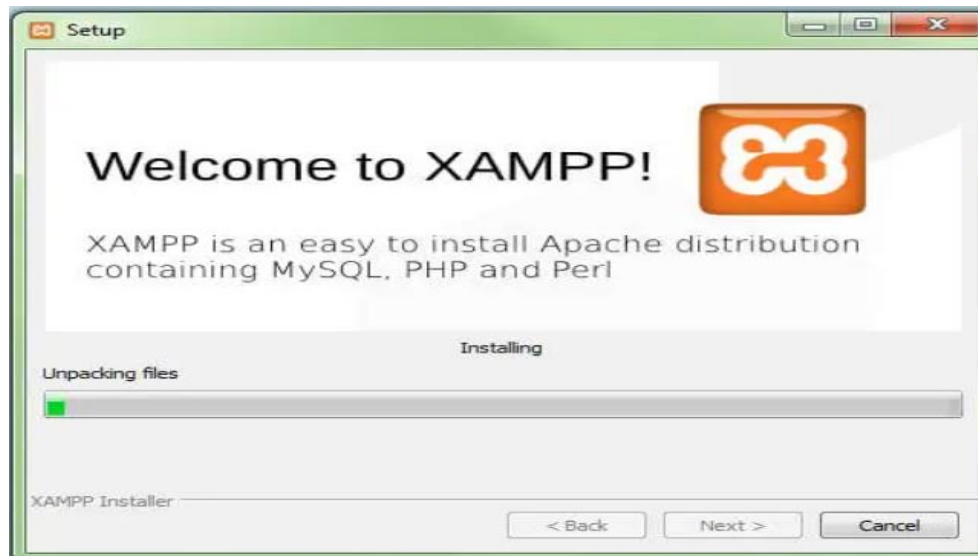 Setup
Welcome to XAMPP!
XAMPP is an easy to install Apache distribution
containing MySQL, PHP and Perl
Installing
Unpacking files
XAMPP Installer
< Back
Next >
Cancel